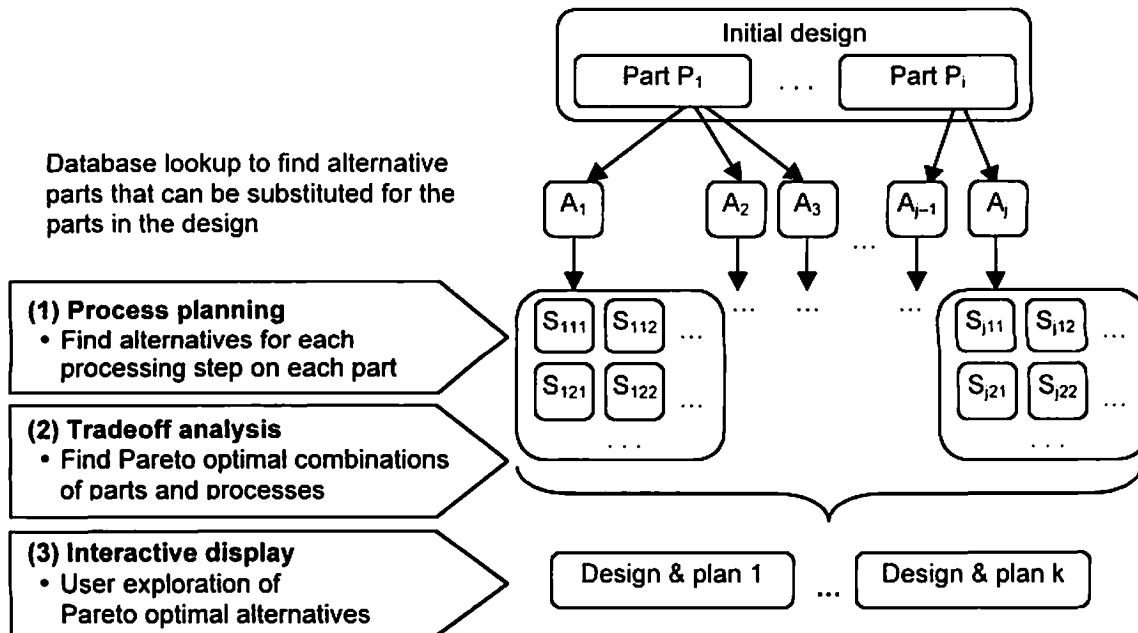 Initial design
Part P₁ ... Part Pᵢ
Database lookup to find alternative
parts that can be substituted for the
parts in the design
A₁ A₂ A₃ ... Aⱼ₋₁ Aⱼ
(1) Process planning
• Find alternatives for each
processing step on each part
S₁₁₁ S₁₁₂ ... ... ... ... Sⱼ₁₁ Sⱼ₁₂ ...
S₁₂₁ S₁₂₂ ... Sⱼ₂₁ Sⱼ₂₂ ...
... ...
(2) Tradeoff analysis
• Find Pareto optimal combinations
of parts and processes
(3) Interactive display
• User exploration of
Pareto optimal alternatives
Design & plan 1 ... Design & plan k